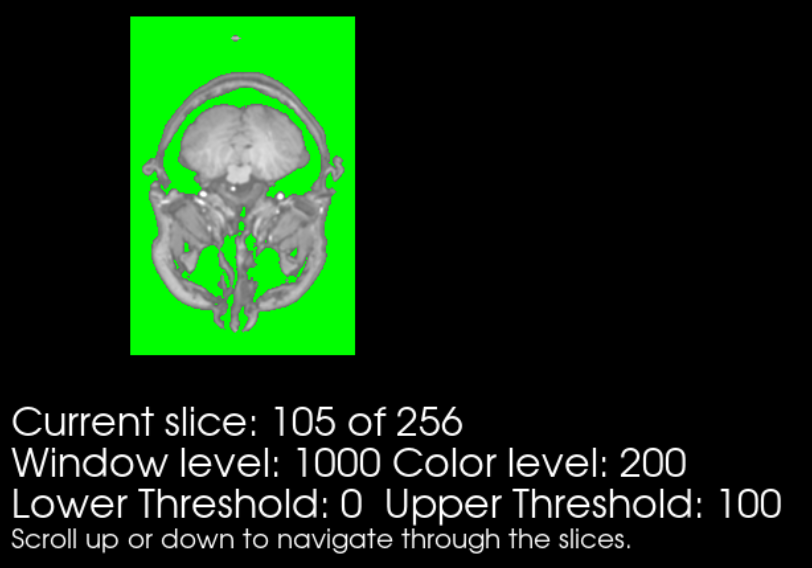 Current slice: 105 of 256
Window level: 1000 Color level: 200
Lower Threshold: 0 Upper Threshold: 100
Scroll up or down to navigate through the slices.